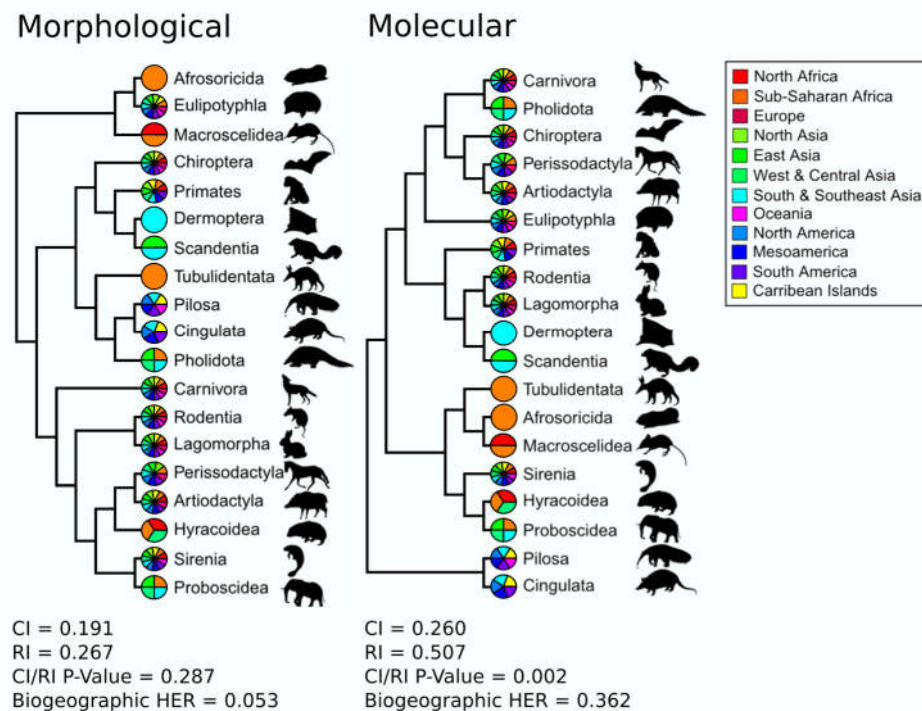 Morphological
Afrosoricida
Eulipotyphla
Macroscelidea
Chiroptera
Primates
Dermoptera
Scandentia
Tubulidentata
Pilosa
Cingulata
Pholidota
Carnivora
Rodentia
Lagomorpha
Perissodactyla
Artiodactyla
Hyracoidea
Sirenia
Proboscidea
CI = 0.191
RI = 0.267
CI/RI P-Value = 0.287
Biogeographic HER = 0.053
Molecular
Carnivora
Pholidota
Chiroptera
Perissodactyla
Artiodactyla
Eulipotyphla
Primates
Rodentia
Lagomorpha
Dermoptera
Scandentia
Tubulidentata
Afrosoricida
Macroscelidea
Sirenia
Hyracoidea
Proboscidea
Pilosa
Cingulata
CI = 0.260
RI = 0.507
CI/RI P-Value = 0.002
Biogeographic HER = 0.362
North Africa
Sub-Saharan Africa
Europe
North Asia
East Asia
West & Central Asia
South & Southeast Asia
Oceania
North America
Mesoamerica
South America
Carribean Islands